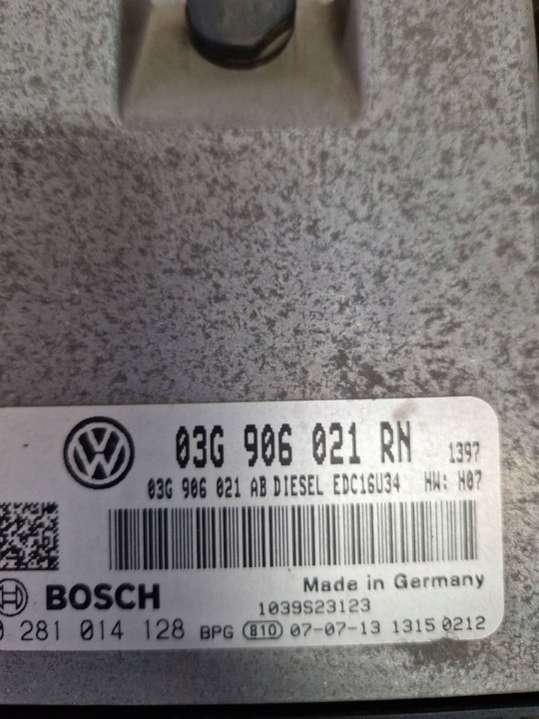 03G 906 021 RN 1397
03G 906 021 AB DIESEL EDC16U34 HW: H07
BOSCH Made in Germany
1039S23123
0 281 014 128 BPG 810 07-07-13 1315 0212